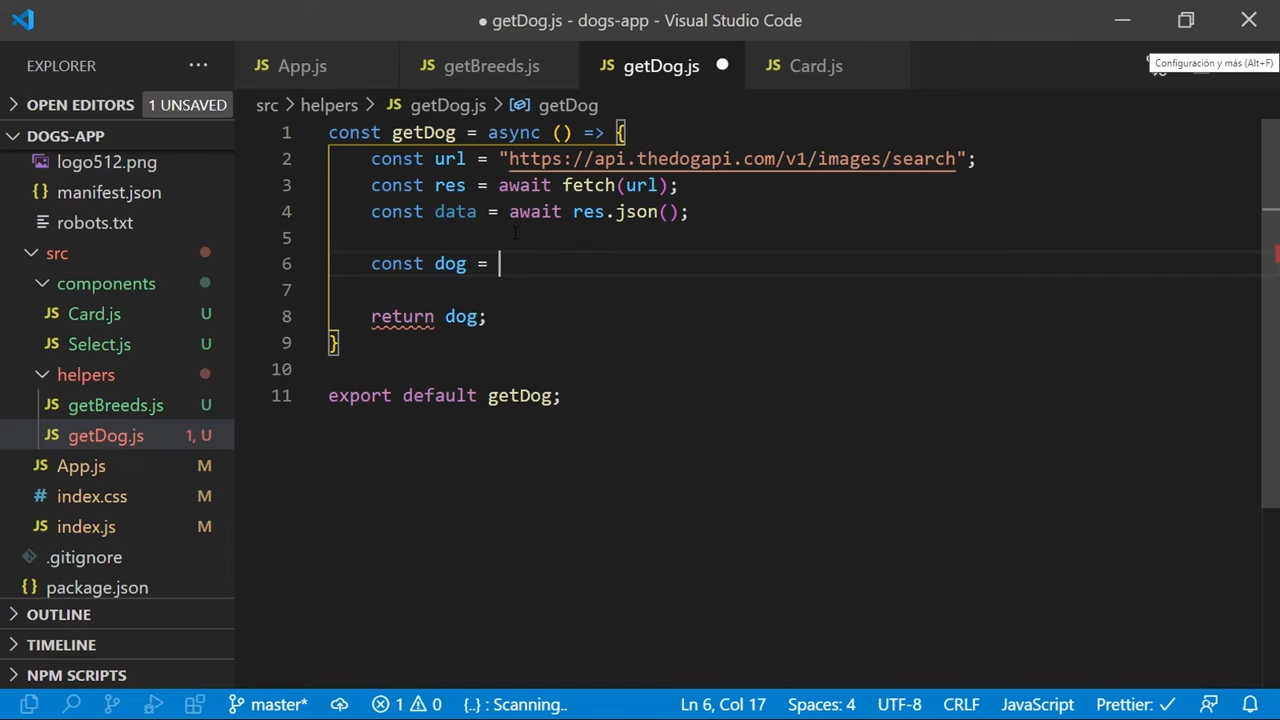 ● getDog.js - dogs-app - Visual Studio Code
EXPLORER
JS App.js
JS getBreeds.js
JS getDog.js
JS Card.js
Configuración y más (Alt+F)
OPEN EDITORS 1 UNSAVED
src > helpers > JS getDog.js > getDog
DOGS-APP
logo512.png
manifest.json
robots.txt
src
components
JS Card.js U
JS Select.js U
helpers
JS getBreeds.js U
JS getDog.js 1, U
JS App.js M
# index.css M
JS index.js M
.gitignore
{} package.json
OUTLINE
TIMELINE
NPM SCRIPTS
1 const getDog = async () => {
2 const url = "https://api.thedogapi.com/v1/images/search";
3 const res = await fetch(url);
4 const data = await res.json();
5
6 const dog =
7
8 return dog;
9 }
10
11 export default getDog;
master* 1 0 {..} : Scanning.. Ln 6, Col 17 Spaces: 4 UTF-8 CRLF JavaScript Prettier: ✓